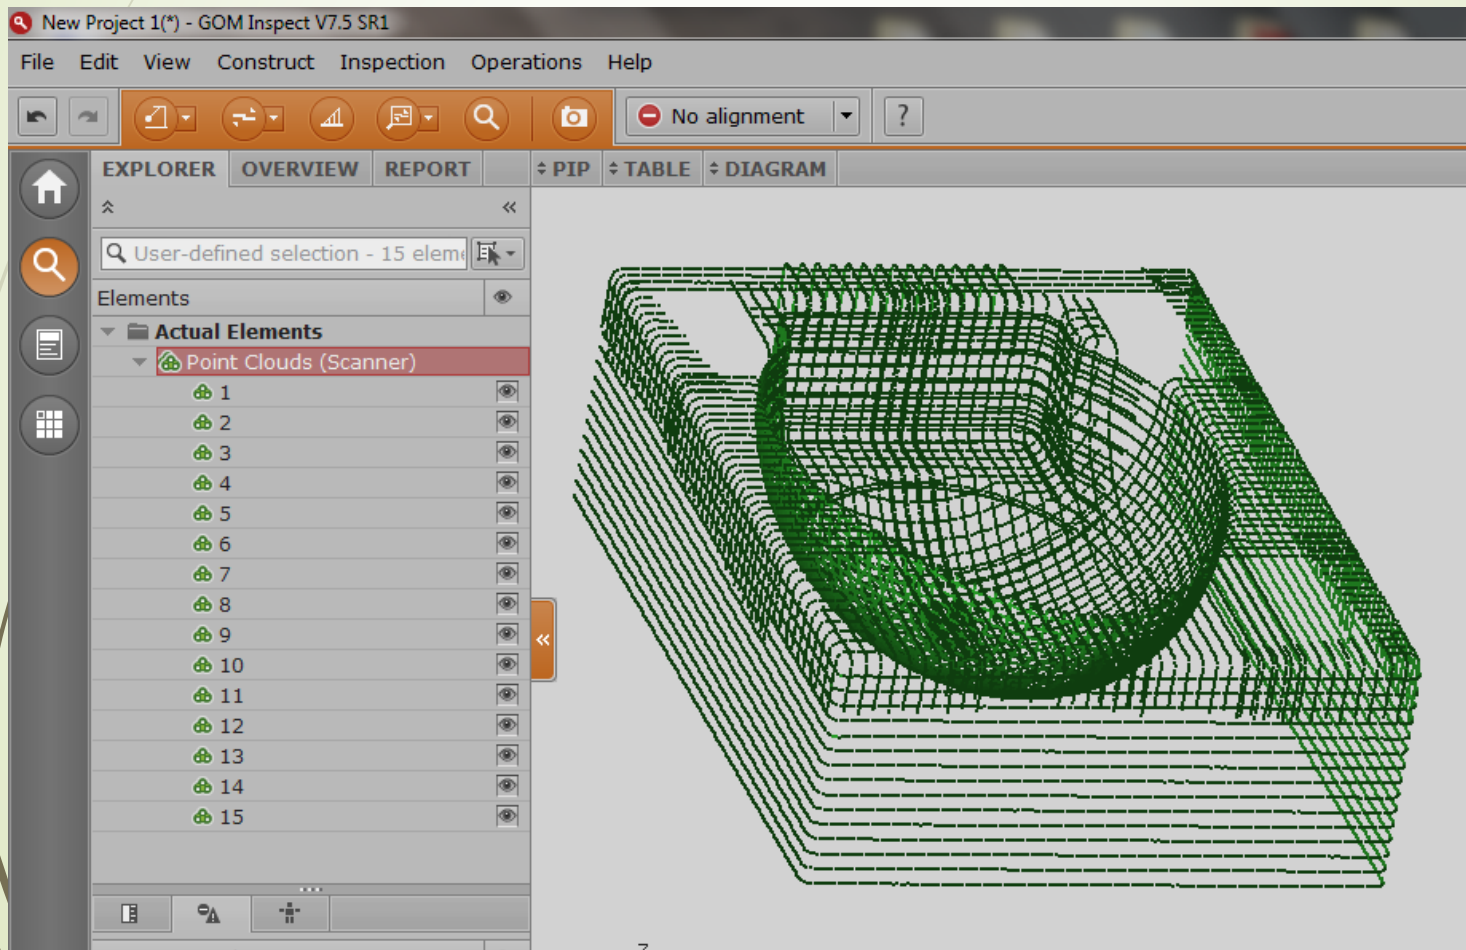 New Project 1(*) - GOM Inspect V7.5 SR1
File Edit View Construct Inspection Operations Help
No alignment ?
EXPLORER OVERVIEW REPORT PIP TABLE DIAGRAM
User-defined selection - 15 eleme
Elements
Actual Elements
Point Clouds (Scanner)
1
2
3
4
5
6
7
8
9
10
11
12
13
14
15